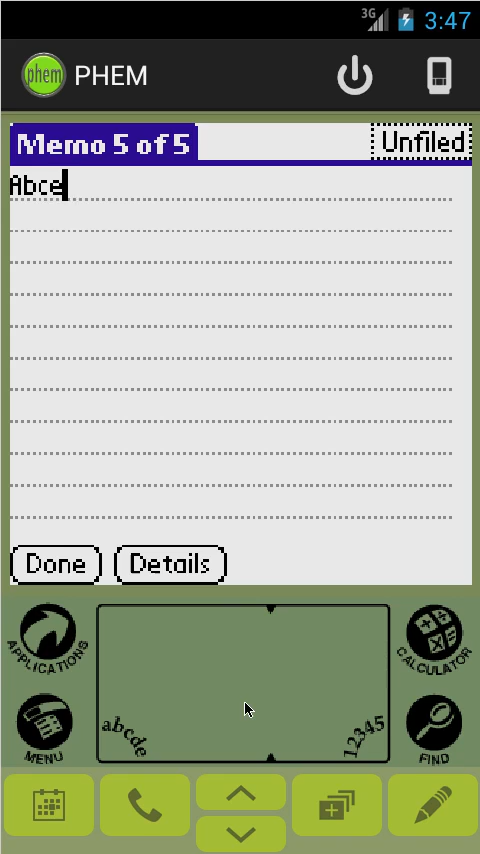 3G 3:47
phem PHEM
Memo 5 of 5 Unfiled
Abce
Done Details
APPLICATIONS CALCULATOR
abcde 12345
MENU FIND